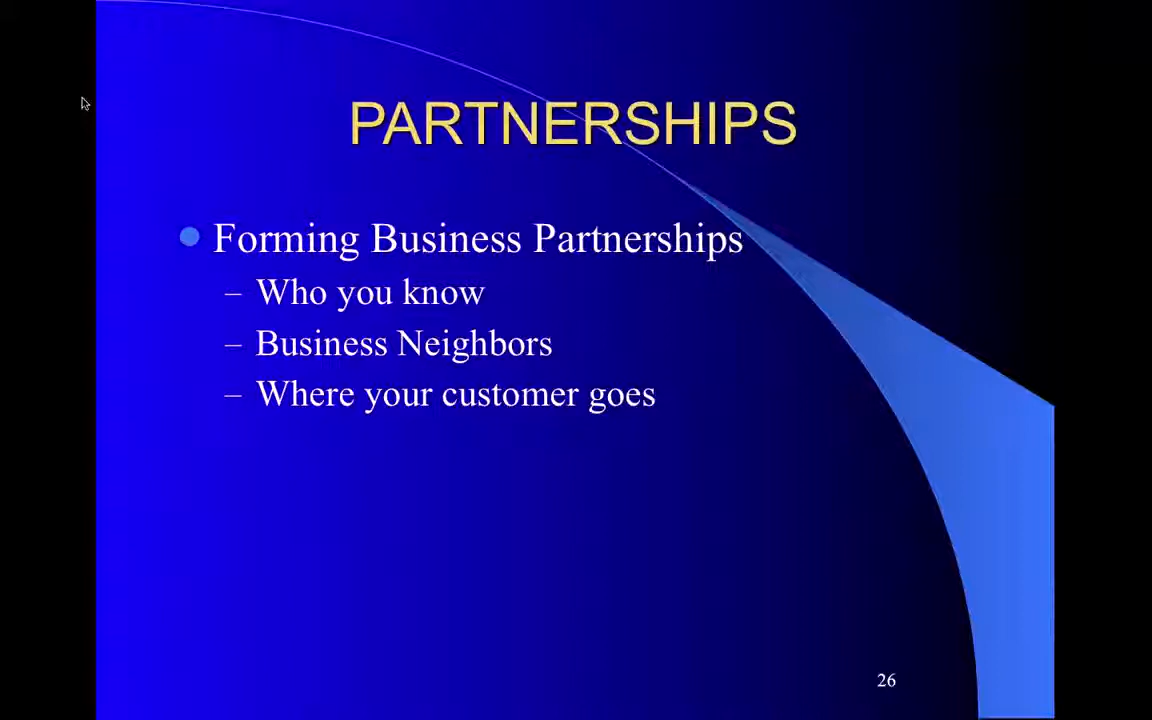 PARTNERSHIPS
Forming Business Partnerships
– Who you know
– Business Neighbors
– Where your customer goes
26